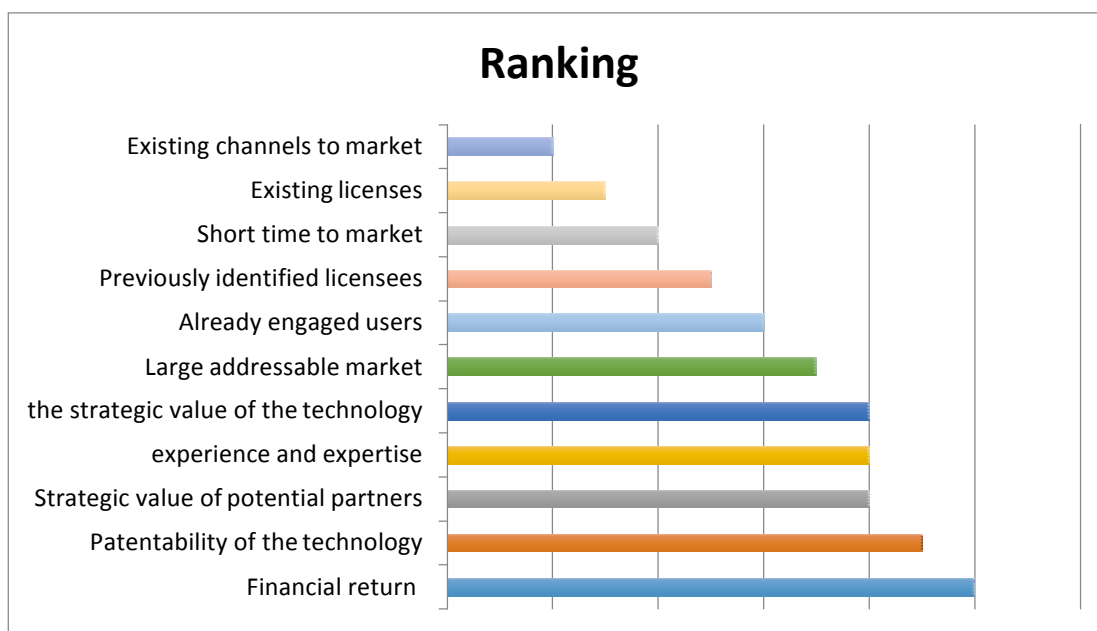 Ranking
Existing channels to market
Existing licenses
Short time to market
Previously identified licensees
Already engaged users
Large addressable market
the strategic value of the technology
experience and expertise
Strategic value of potential partners
Patentability of the technology
Financial return